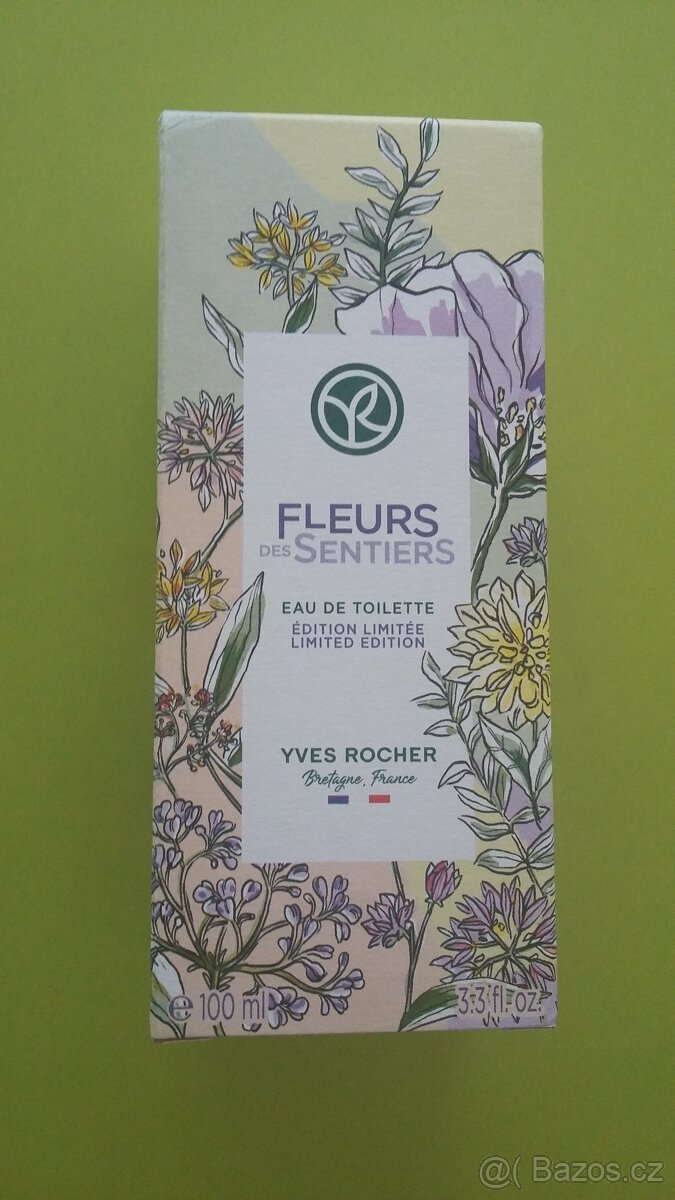 YR
FLEURS
DES SENTIERS
EAU DE TOILETTE
ÉDITION LIMITÉE
LIMITED EDITION
YVES ROCHER
Bretagne, France
℮ 100 ml
3.3 fl. oz.
@( Bazos.cz